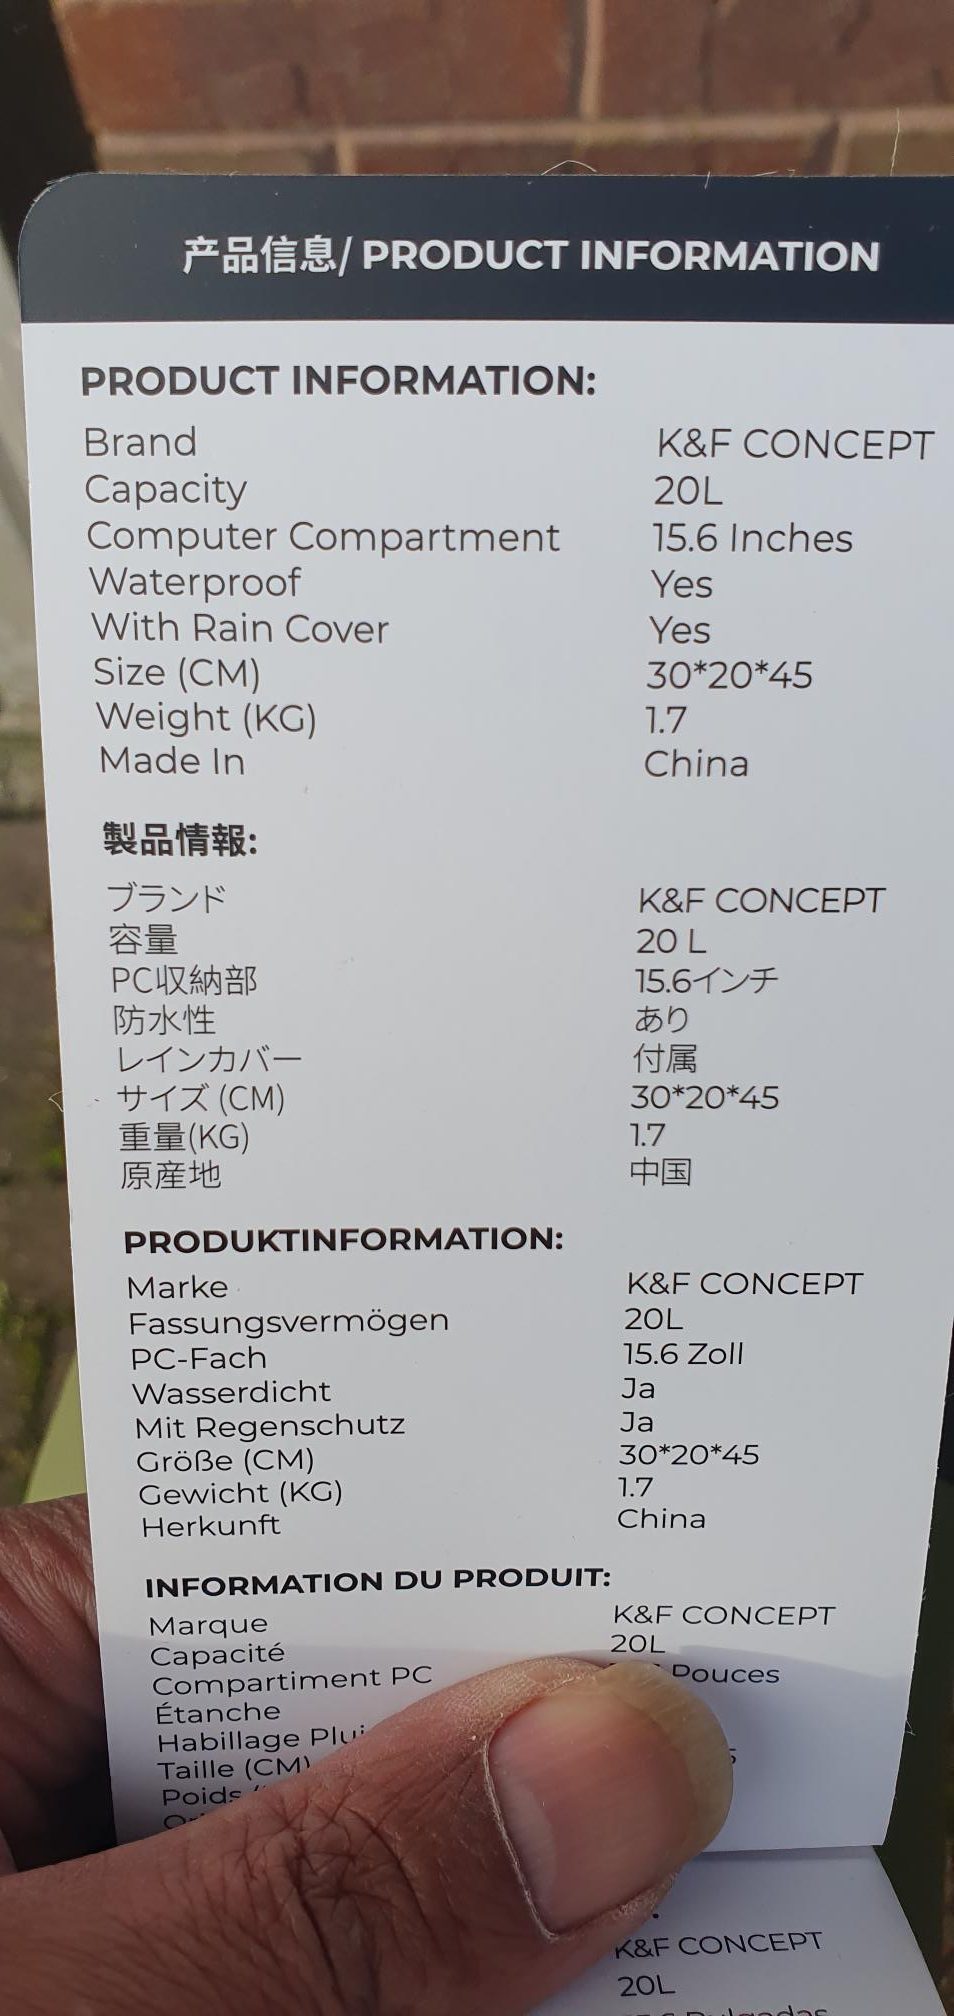 产品信息/ PRODUCT INFORMATION
PRODUCT INFORMATION:
Brand K&F CONCEPT
Capacity 20L
Computer Compartment 15.6 Inches
Waterproof Yes
With Rain Cover Yes
Size (CM) 30*20*45
Weight (KG) 1.7
Made In China
製品情報:
ブランド K&F CONCEPT
容量 20 L
PC収納部 15.6インチ
防水性 あり
レインカバー 付属
サイズ (CM) 30*20*45
重量(KG) 1.7
原産地 中国
PRODUKTINFORMATION:
Marke K&F CONCEPT
Fassungsvermögen 20L
PC-Fach 15.6 Zoll
Wasserdicht Ja
Mit Regenschutz Ja
Größe (CM) 30*20*45
Gewicht (KG) 1.7
Herkunft China
INFORMATION DU PRODUIT:
Marque K&F CONCEPT
Capacité 20L
Compartiment PC Pouces
Étanche
Habillage
Taille (CM)
Poids
K&F CONCEPT
20L